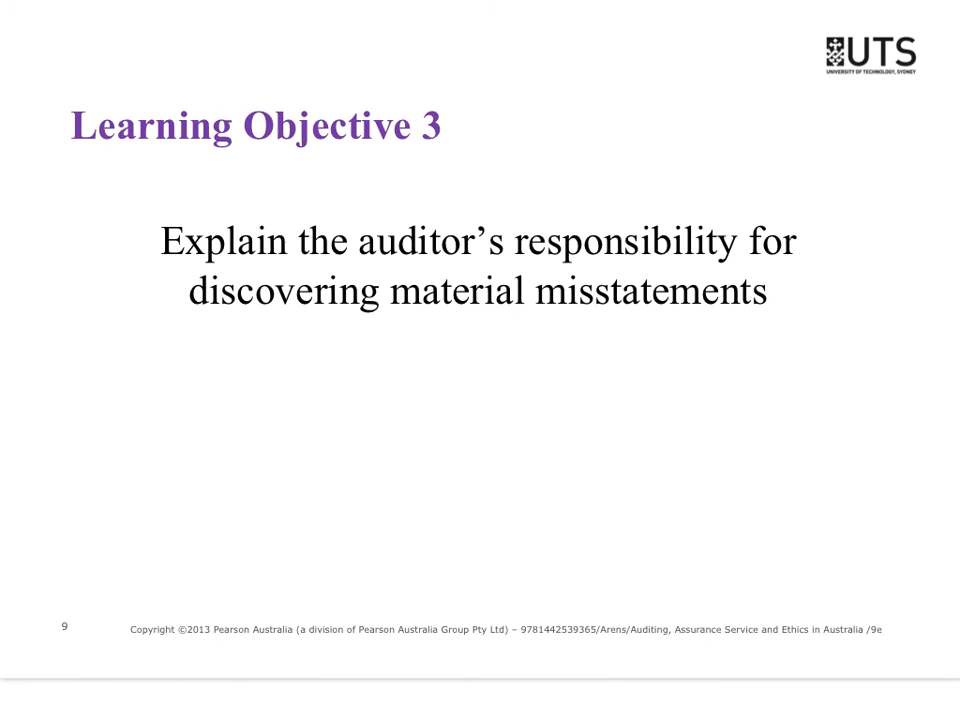 UTS
UNIVERSITY OF TECHNOLOGY, SYDNEY
Learning Objective 3
Explain the auditor’s responsibility for
discovering material misstatements
9
Copyright ©2013 Pearson Australia (a division of Pearson Australia Group Pty Ltd) – 9781442539365/Arens/Auditing, Assurance Service and Ethics in Australia /9e